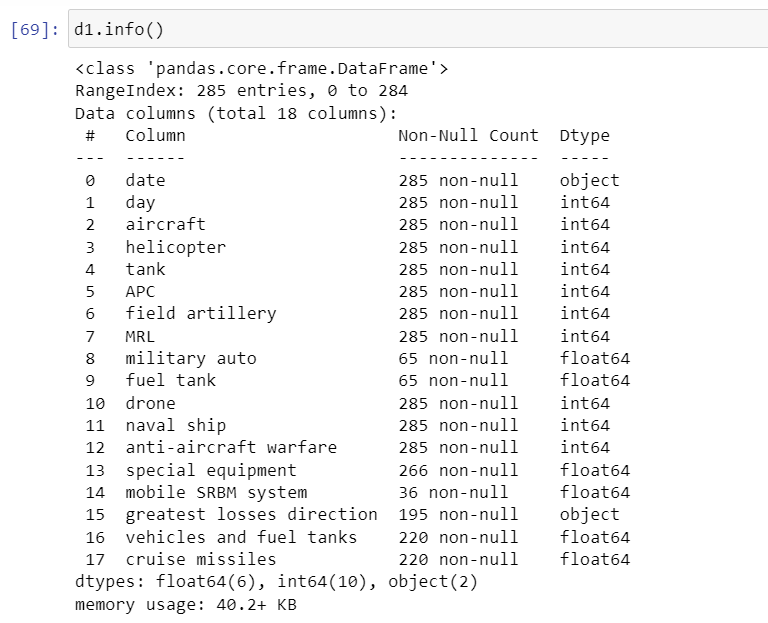 [69]: d1.info()
<class 'pandas.core.frame.DataFrame'>
RangeIndex: 285 entries, 0 to 284
Data columns (total 18 columns):
 #   Column                     Non-Null Count  Dtype
---  ------                     --------------  -----
 0   date                       285 non-null    object
 1   day                        285 non-null    int64
 2   aircraft                   285 non-null    int64
 3   helicopter                 285 non-null    int64
 4   tank                       285 non-null    int64
 5   APC                        285 non-null    int64
 6   field artillery            285 non-null    int64
 7   MRL                        285 non-null    int64
 8   military auto              65 non-null     float64
 9   fuel tank                  65 non-null     float64
 10  drone                      285 non-null    int64
 11  naval ship                 285 non-null    int64
 12  anti-aircraft warfare      285 non-null    int64
 13  special equipment          266 non-null    float64
 14  mobile SRBM system         36 non-null     float64
 15  greatest losses direction  195 non-null    object
 16  vehicles and fuel tanks    220 non-null    float64
 17  cruise missiles            220 non-null    float64
dtypes: float64(6), int64(10), object(2)
memory usage: 40.2+ KB